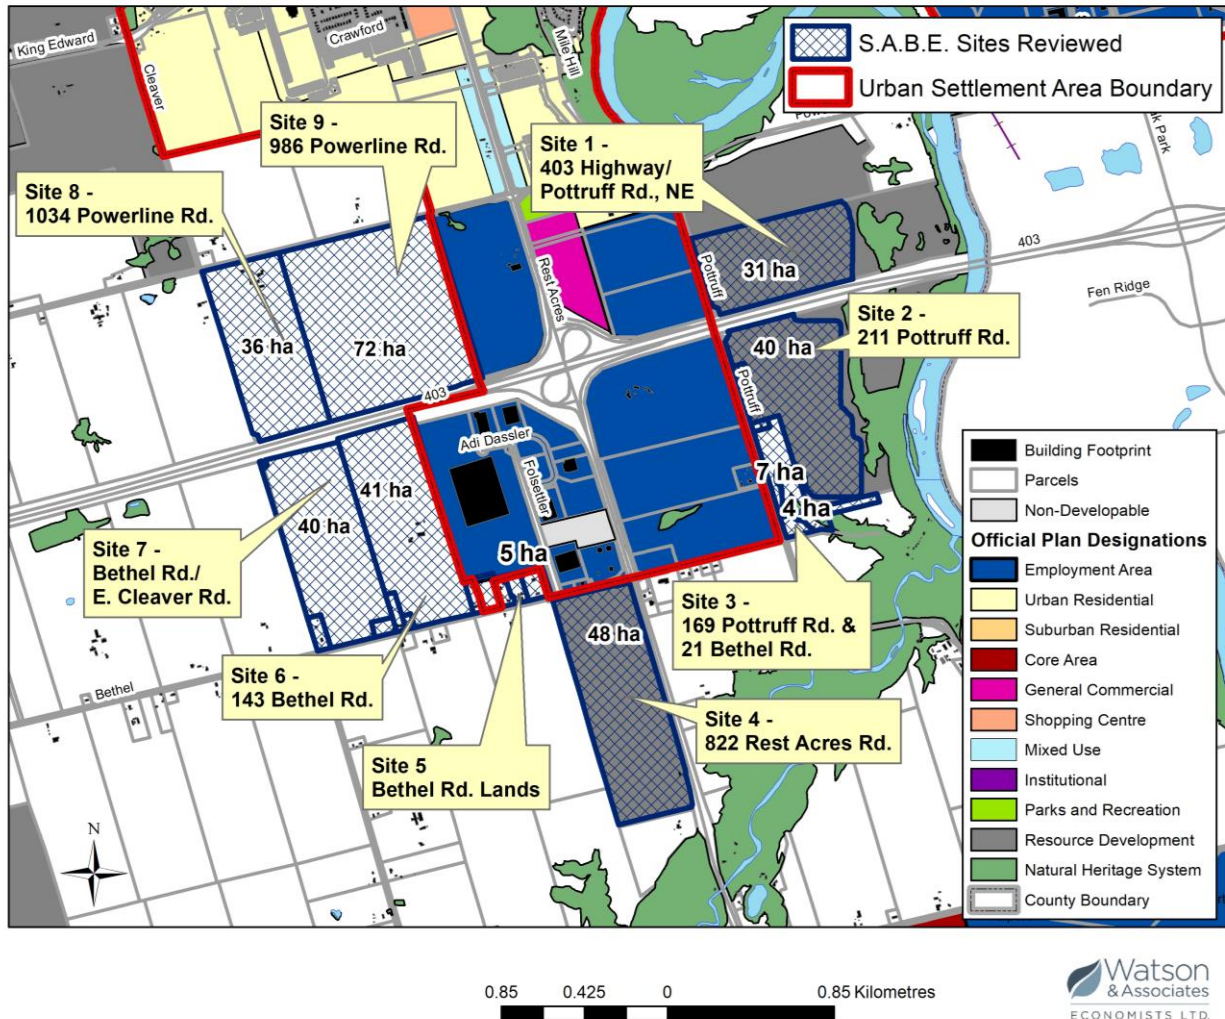 S.A.B.E. Sites Reviewed
Urban Settlement Area Boundary
King Edward
Crawford
Cleaver
Mile Hill
Site 9 -
986 Powerline Rd.
Site 1 -
403 Highway/
Pottruff Rd., NE
Site 8 -
1034 Powerline Rd.
Rest Acres
Pottruff
31 ha
403
Fen Ridge
Site 2 -
211 Pottruff Rd.
36 ha
72 ha
40 ha
403
Pottruff
Adi Dassler
Folsettler
41 ha
40 ha
7 ha
4 ha
5 ha
Site 7 -
Bethel Rd./
E. Cleaver Rd.
Site 3 -
169 Pottruff Rd. &
21 Bethel Rd.
48 ha
Bethel
Site 6 -
143 Bethel Rd.
Site 4 -
822 Rest Acres Rd.
Site 5
Bethel Rd. Lands
N
Building Footprint
Parcels
Non-Developable
Official Plan Designations
Employment Area
Urban Residential
Suburban Residential
Core Area
General Commercial
Shopping Centre
Mixed Use
Institutional
Parks and Recreation
Resource Development
Natural Heritage System
County Boundary
0.85 0.425 0 0.85 Kilometres
Watson
& Associates
ECONOMISTS LTD.